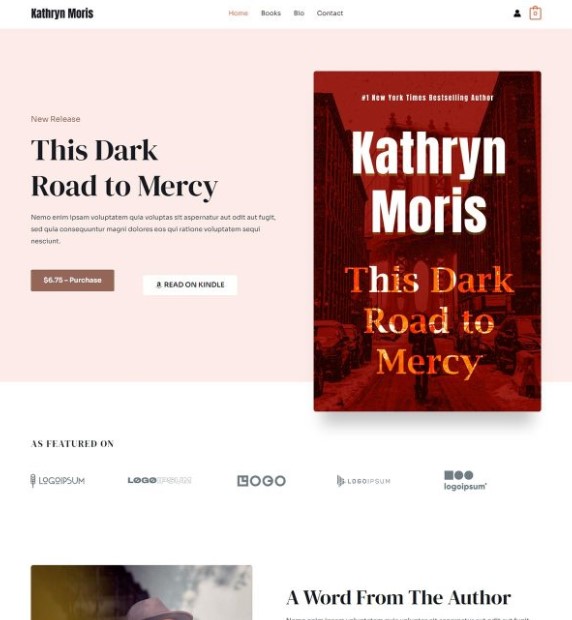 Kathryn Moris
Home Books Bio Contact
0
New Release
This Dark
Road to Mercy
Nemo enim ipsam voluptatem quia voluptas sit aspernatur aut odit aut fugit,
sed quia consequuntur magni dolores eos qui ratione voluptatem sequi
nesciunt.
$6.75 – Purchase
a READ ON KINDLE
#1 New York Times Bestselling Author
Kathryn
Moris
This Dark
Road to
Mercy
AS FEATURED ON
LOGOIPSUM
LOGOIPSUM
LOGO
LOGOIPSUM
logoipsum
A Word From The Author